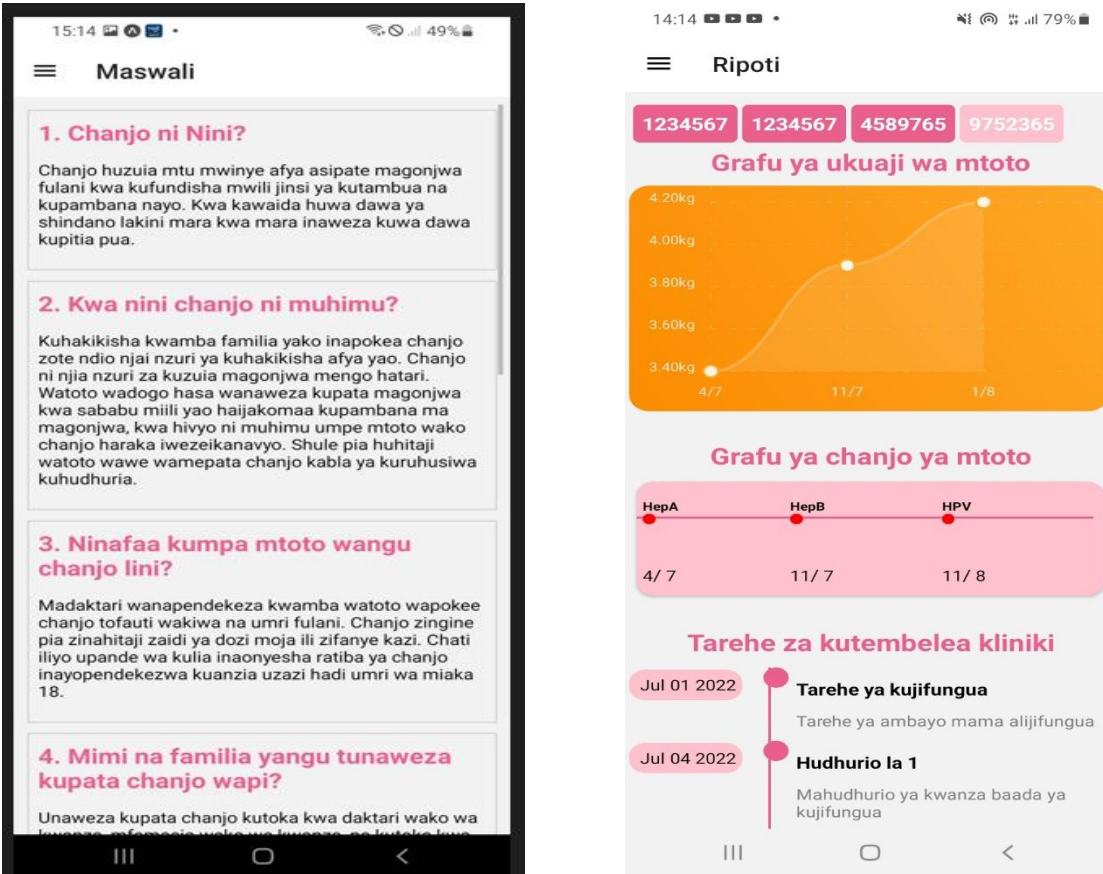 15:14
49%
Maswali
1. Chanjo ni Nini?
Chanjo huzuia mtu mwinye afya asipate magonjwa
fulani kwa kufundisha mwili jinsi ya kutambua na
kupambana nayo. Kwa kawaida huwa dawa ya
shindano lakini mara kwa mara inaweza kuwa dawa
kupitia pua.
2. Kwa nini chanjo ni muhimu?
Kuhakikisha kwamba familia yako inapokea chanjo
zote ndio njai nzuri ya kuhakikisha afya yao. Chanjo
ni njia nzuri za kuzuia magonjwa mengo hatari.
Watoto wadogo hasa wanaweza kupata magonjwa
kwa sababu miili yao haijakomaa kupambana ma
magonjwa, kwa hivyo ni muhimu umpe mtoto wako
chanjo haraka iwezeikanavyo. Shule pia huhitaji
watoto wawe wamepata chanjo kabla ya kuruhusiwa
kuhudhuria.
3. Ninafaa kumpa mtoto wangu
chanjo lini?
Madaktari wanapendekeza kwamba watoto wapokee
chanjo tofauti wakiwa na umri fulani. Chanjo zingine
pia zinahitaji zaidi ya dozi moja ili zifanye kazi. Chati
iliyo upande wa kulia inaonyesha ratiba ya chanjo
inayopendekezwa kuanzia uzazi hadi umri wa miaka
18.
4. Mimi na familia yangu tunaweza
kupata chanjo wapi?
Unaweza kupata chanjo kutoka kwa daktari wako wa
14:14
79%
Ripoti
1234567 1234567 4589765 9752365
Grafu ya ukuaji wa mtoto
4.20kg
4.00kg
3.80kg
3.60kg
3.40kg
4/7 11/7 1/8
Grafu ya chanjo ya mtoto
HepA HepB HPV
4/ 7 11/ 7 11/ 8
Tarehe za kutembelea kliniki
Jul 01 2022 Tarehe ya kujifungua
Tarehe ya ambayo mama alijifungua
Jul 04 2022 Hudhurio la 1
Mahudhurio ya kwanza baada ya
kujifungua